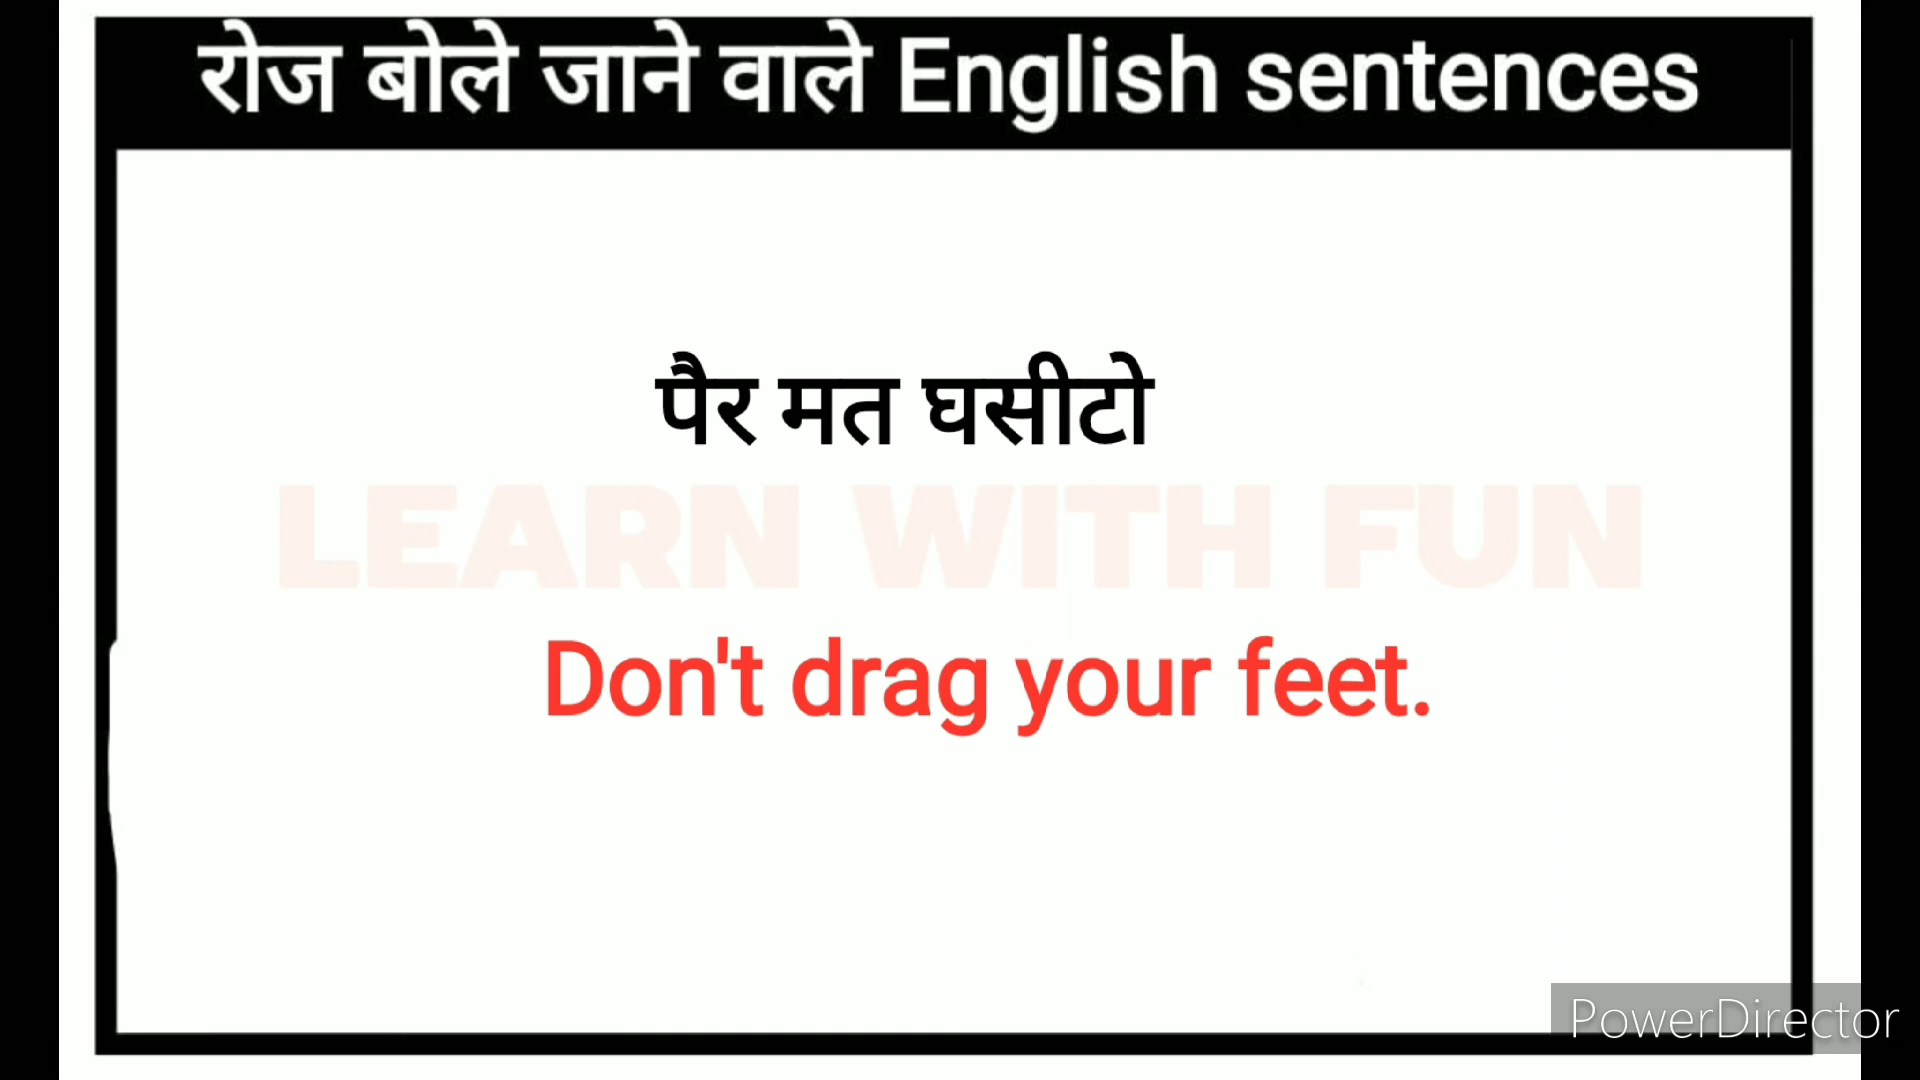 रोज बोले जाने वाले English sentences
पैर मत घसीटो
LEARN WITH FUN
Don't drag your feet.
PowerDirector